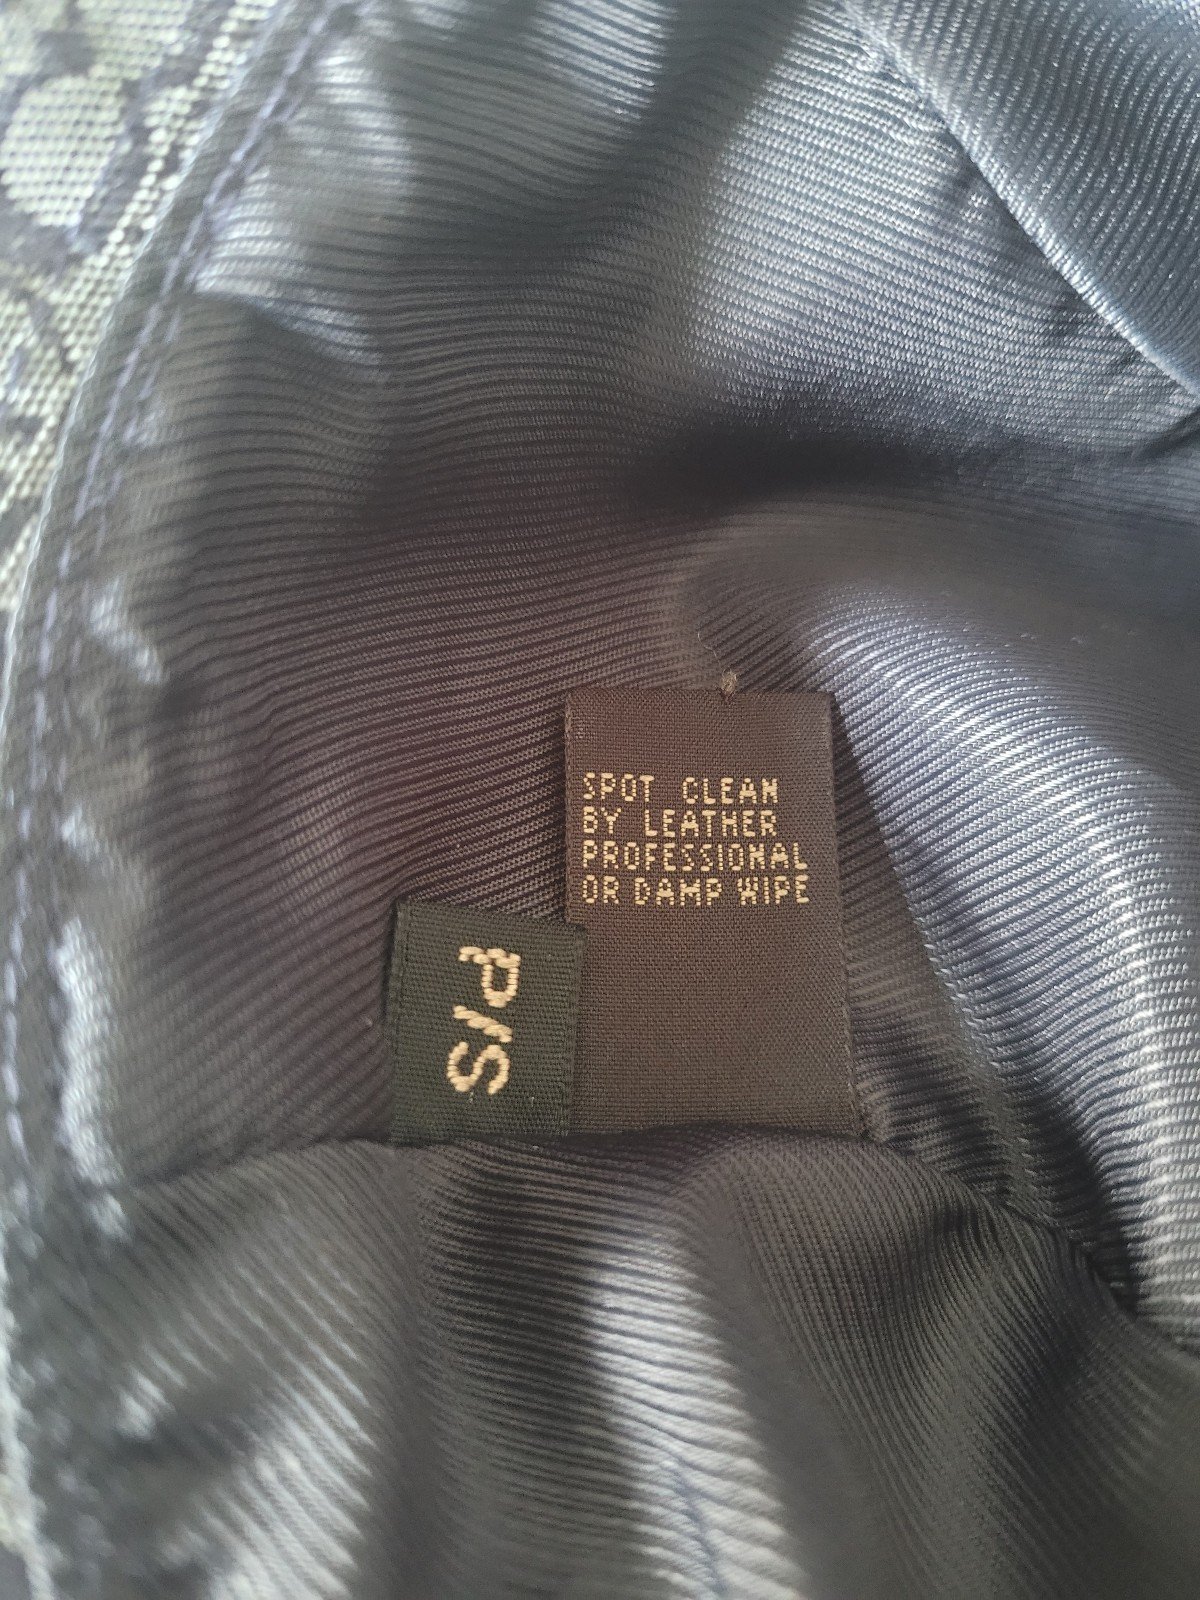 SPOT CLEAN
BY LEATHER
PROFESSIONAL
OR DAMP WIPE
P/S